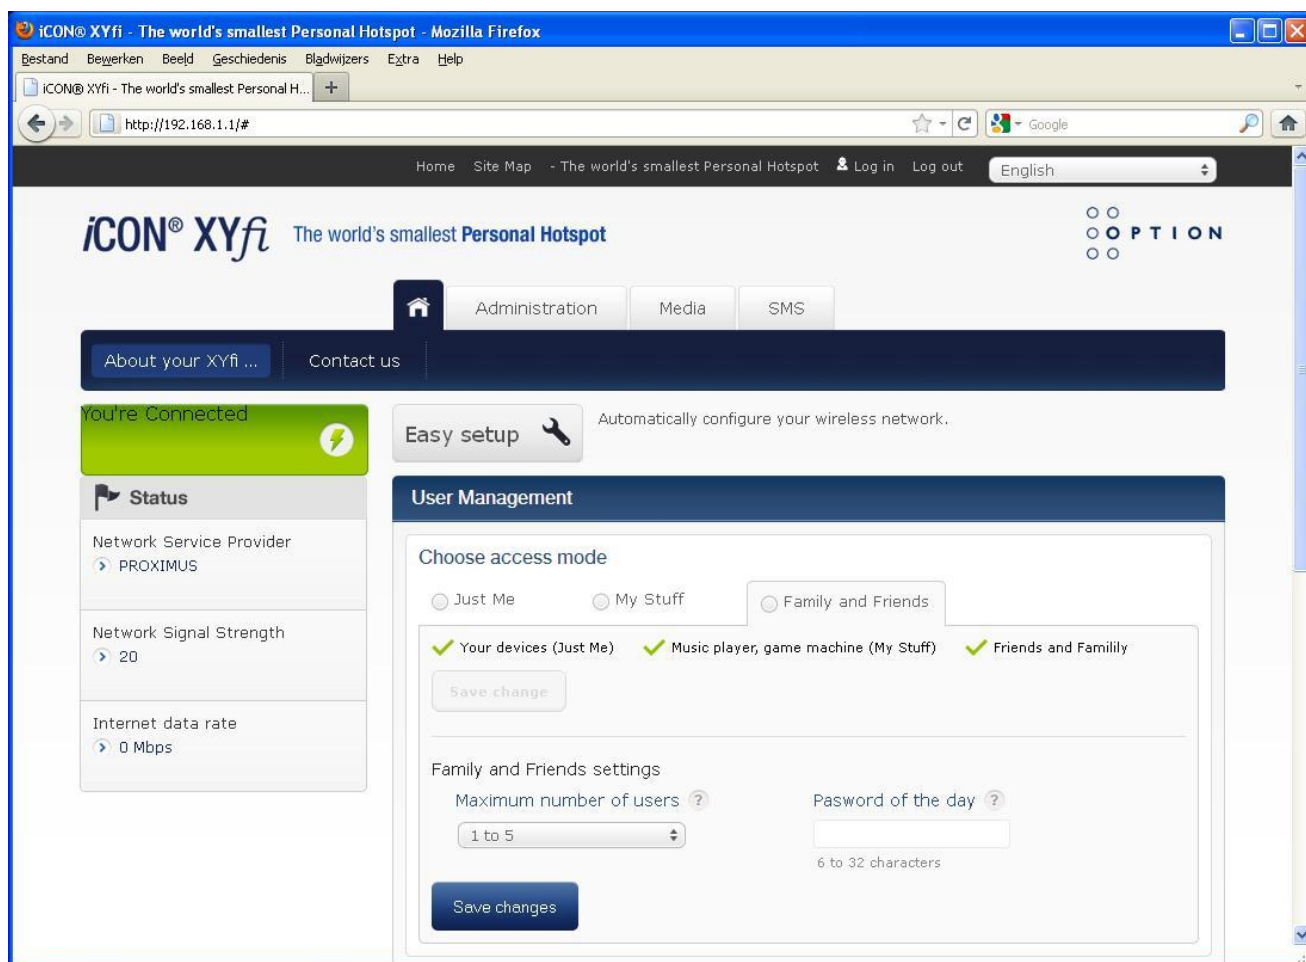 iCON® XYfi - The world's smallest Personal Hotspot - Mozilla Firefox
Bestand Bewerken Beeld Geschiedenis Bladwijzers Extra Help
iCON® XYfi - The world's smallest Personal H... +
http://192.168.1.1/# Google
Home Site Map - The world's smallest Personal Hotspot Log in Log out English
iCON® XYfi The world's smallest Personal Hotspot OPTION
Administration Media SMS
About your XYfi ... Contact us
You're Connected
Easy setup Automatically configure your wireless network.
Status
Network Service Provider
PROXIMUS
Network Signal Strength
20
Internet data rate
0 Mbps
User Management
Choose access mode
Just Me My Stuff Family and Friends
Your devices (Just Me) Music player, game machine (My Stuff) Friends and Familily
Save change
Family and Friends settings
Maximum number of users ? Pasword of the day ?
1 to 5
6 to 32 characters
Save changes